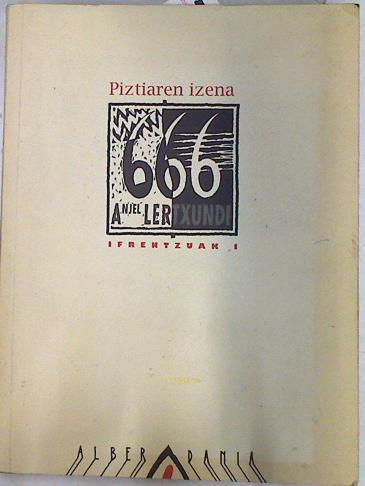 Piztiaren izena
666
ANJEL LERTXUNDI
IFRENTZUAK I
ALBERDANIA